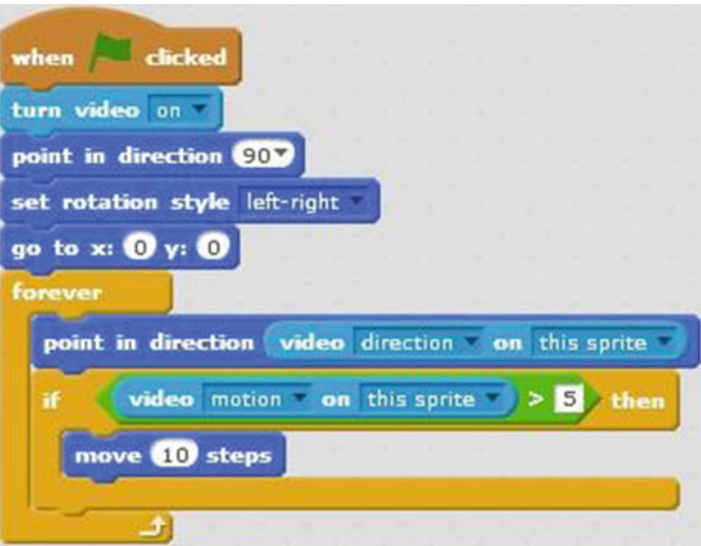 when clicked
turn video on
point in direction 90
set rotation style left-right
go to x: 0 y: 0
forever
point in direction video direction on this sprite
if video motion on this sprite > 5 then
move 10 steps